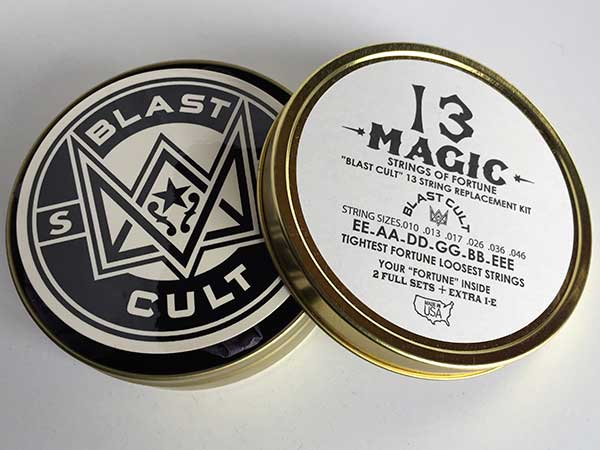 BLAST
S
CULT
13
MAGIC
STRINGS OF FORTUNE
"BLAST CULT" 13 STRING REPLACEMENT KIT
BLAST CULT
STRING SIZES.010 .013 .017 .026 .036 .046
EE-AA-DD-GG-BB-EEE
TIGHTEST FORTUNE LOOSEST STRINGS
YOUR "FORTUNE" INSIDE
2 FULL SETS + EXTRA 1-E
MADE IN
USA